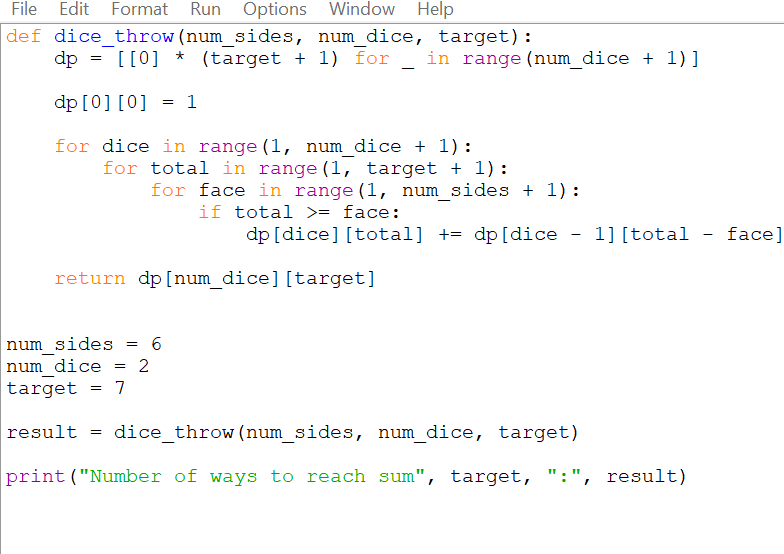 File Edit Format Run Options Window Help
def dice_throw(num_sides, num_dice, target):
    dp = [[0] * (target + 1) for _ in range(num_dice + 1)]
    dp[0][0] = 1
    for dice in range(1, num_dice + 1):
        for total in range(1, target + 1):
            for face in range(1, num_sides + 1):
                if total >= face:
                    dp[dice][total] += dp[dice - 1][total - face]
    return dp[num_dice][target]
num_sides = 6
num_dice = 2
target = 7
result = dice_throw(num_sides, num_dice, target)
print("Number of ways to reach sum", target, ":", result)